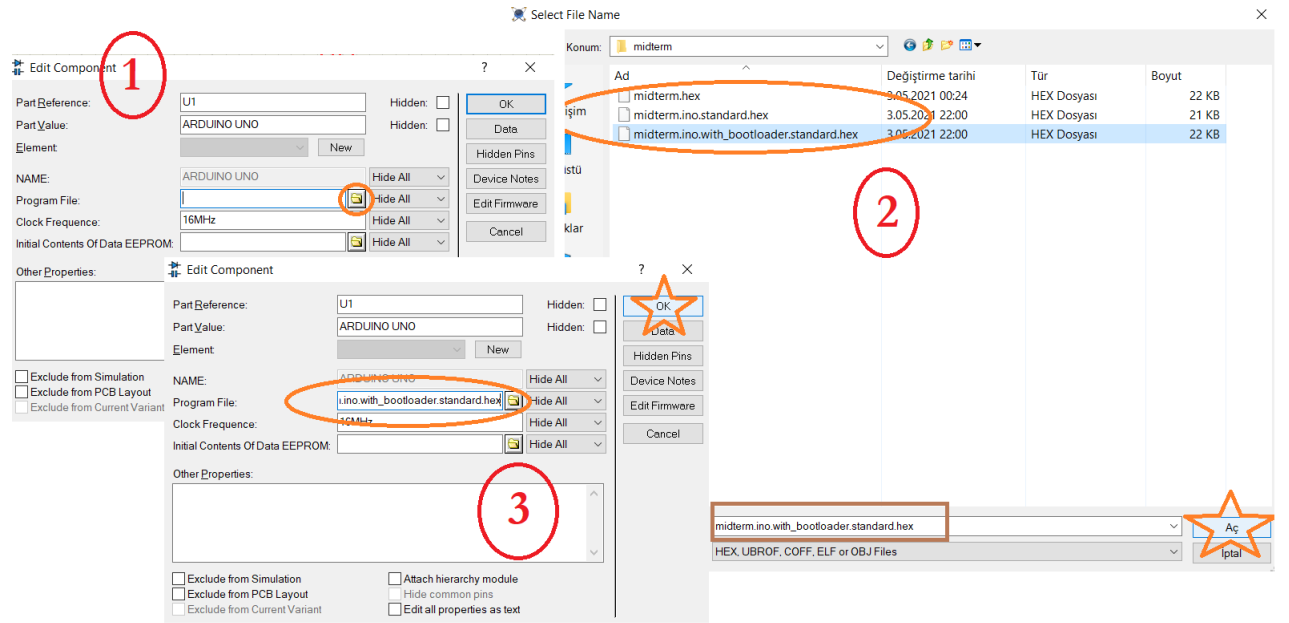 1
Edit Component
?
Part Reference: U1 Hidden:
Part Value: ARDUINO UNO Hidden:
Element: New
NAME: ARDUINO UNO Hide All
Program File: Hide All
Clock Frequence: 16MHz Hide All
Initial Contents Of Data EEPROM: Hide All
Other Properties:
Exclude from Simulation
Exclude from PCB Layout
Exclude from Current Variant
OK
Data
Hidden Pins
Device Notes
Edit Firmware
Cancel
Select File Name
Konum: midterm
Ad Değiştirme tarihi Tür Boyut
midterm.hex 3.05.2021 00:24 HEX Dosyası 22 KB
midterm.ino.standard.hex 3.05.2021 22:00 HEX Dosyası 21 KB
midterm.ino.with_bootloader.standard.hex 3.05.2021 22:00 HEX Dosyası 22 KB
2
midterm.ino.with_bootloader.standard.hex
Aç
HEX, UBROF, COFF, ELF or OBJ Files
İptal
Edit Component
?
Part Reference: U1 Hidden:
Part Value: ARDUINO UNO Hidden:
Element: New
NAME: ARDUINO UNO Hide All
Program File: .ino.with_bootloader.standard.hex Hide All
Clock Frequence: 16MHz Hide All
Initial Contents Of Data EEPROM: Hide All
Other Properties:
3
Exclude from Simulation Attach hierarchy module
Exclude from PCB Layout Hide common pins
Exclude from Current Variant Edit all properties as text
OK
Data
Hidden Pins
Device Notes
Edit Firmware
Cancel